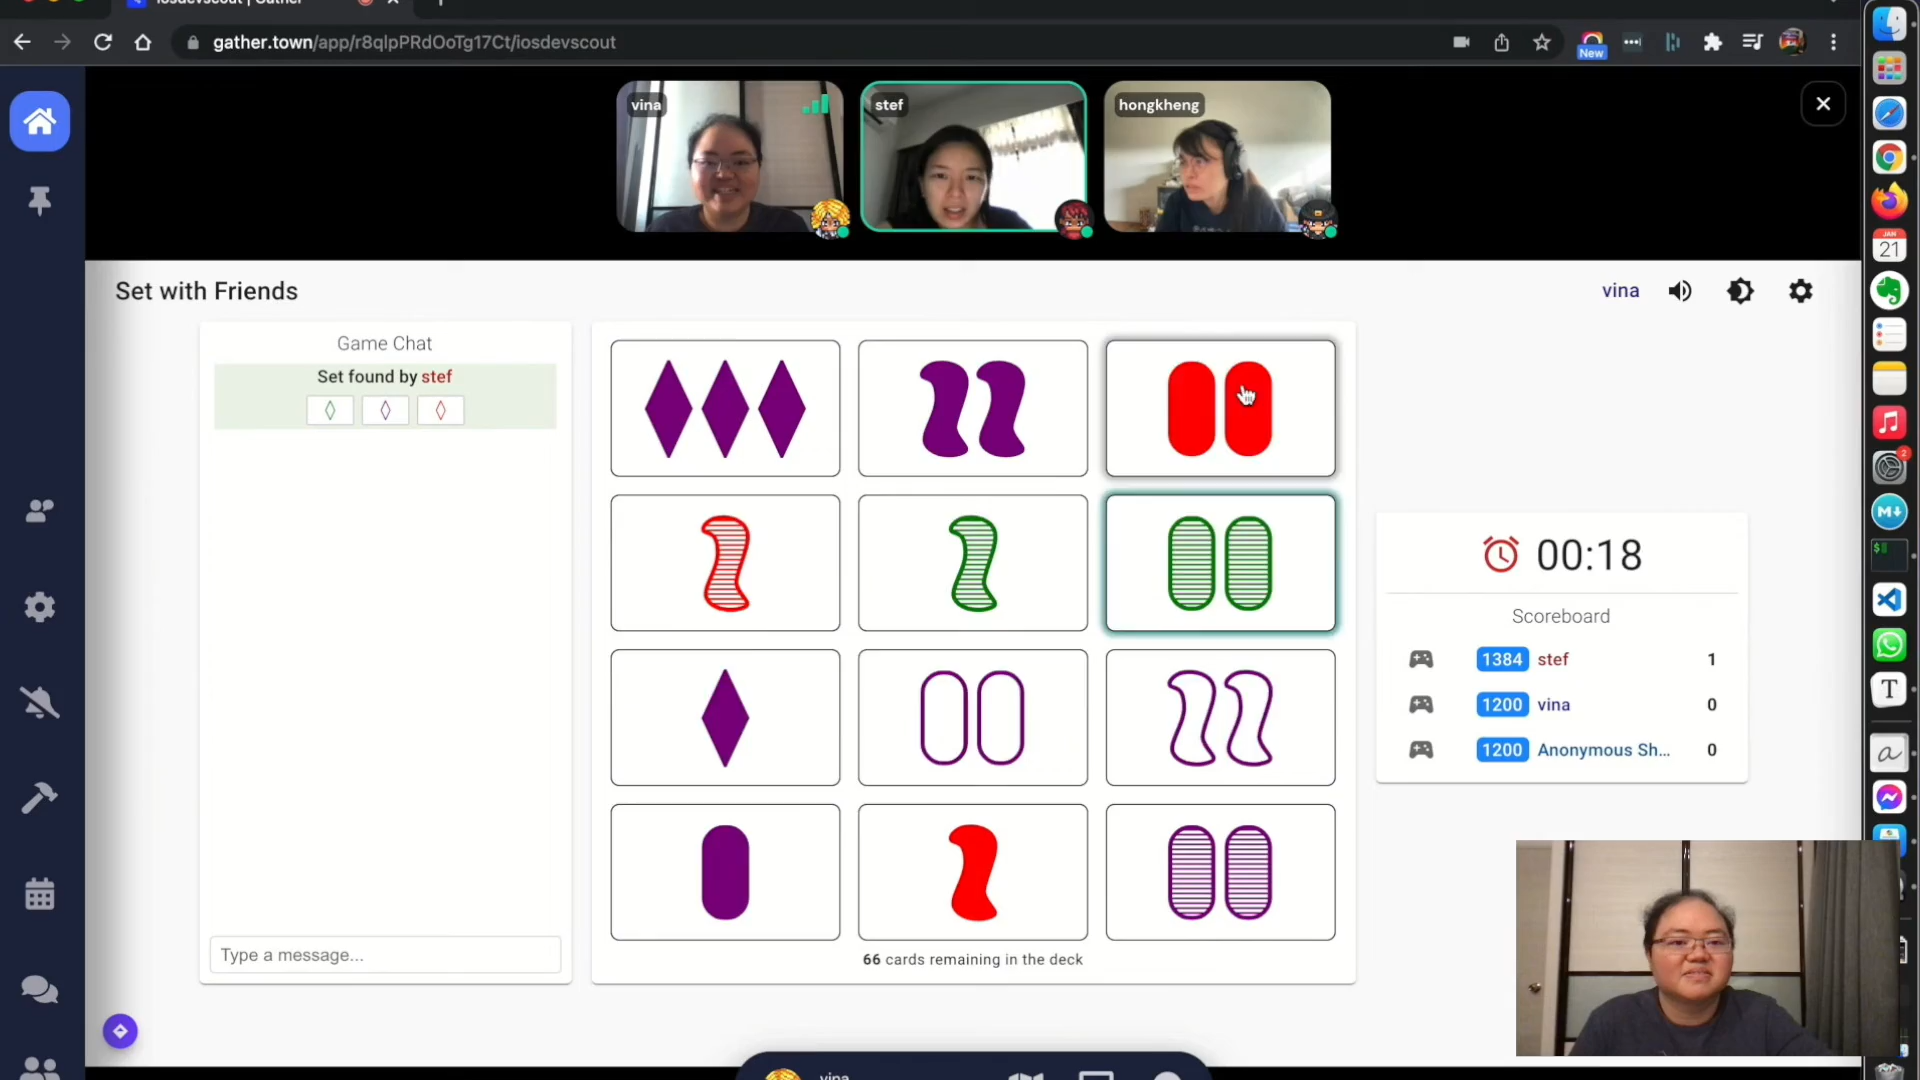 gather.town/app/r8qlpPRdOoTg17Ct/iosdevscout
New
vina
stef
hongkheng
JAN
21
2
Set with Friends
vina
Game Chat
Set found by stef
00:18
Scoreboard
1384 stef 1
1200 vina 0
1200 Anonymous Sh... 0
66 cards remaining in the deck
Type a message...
vina